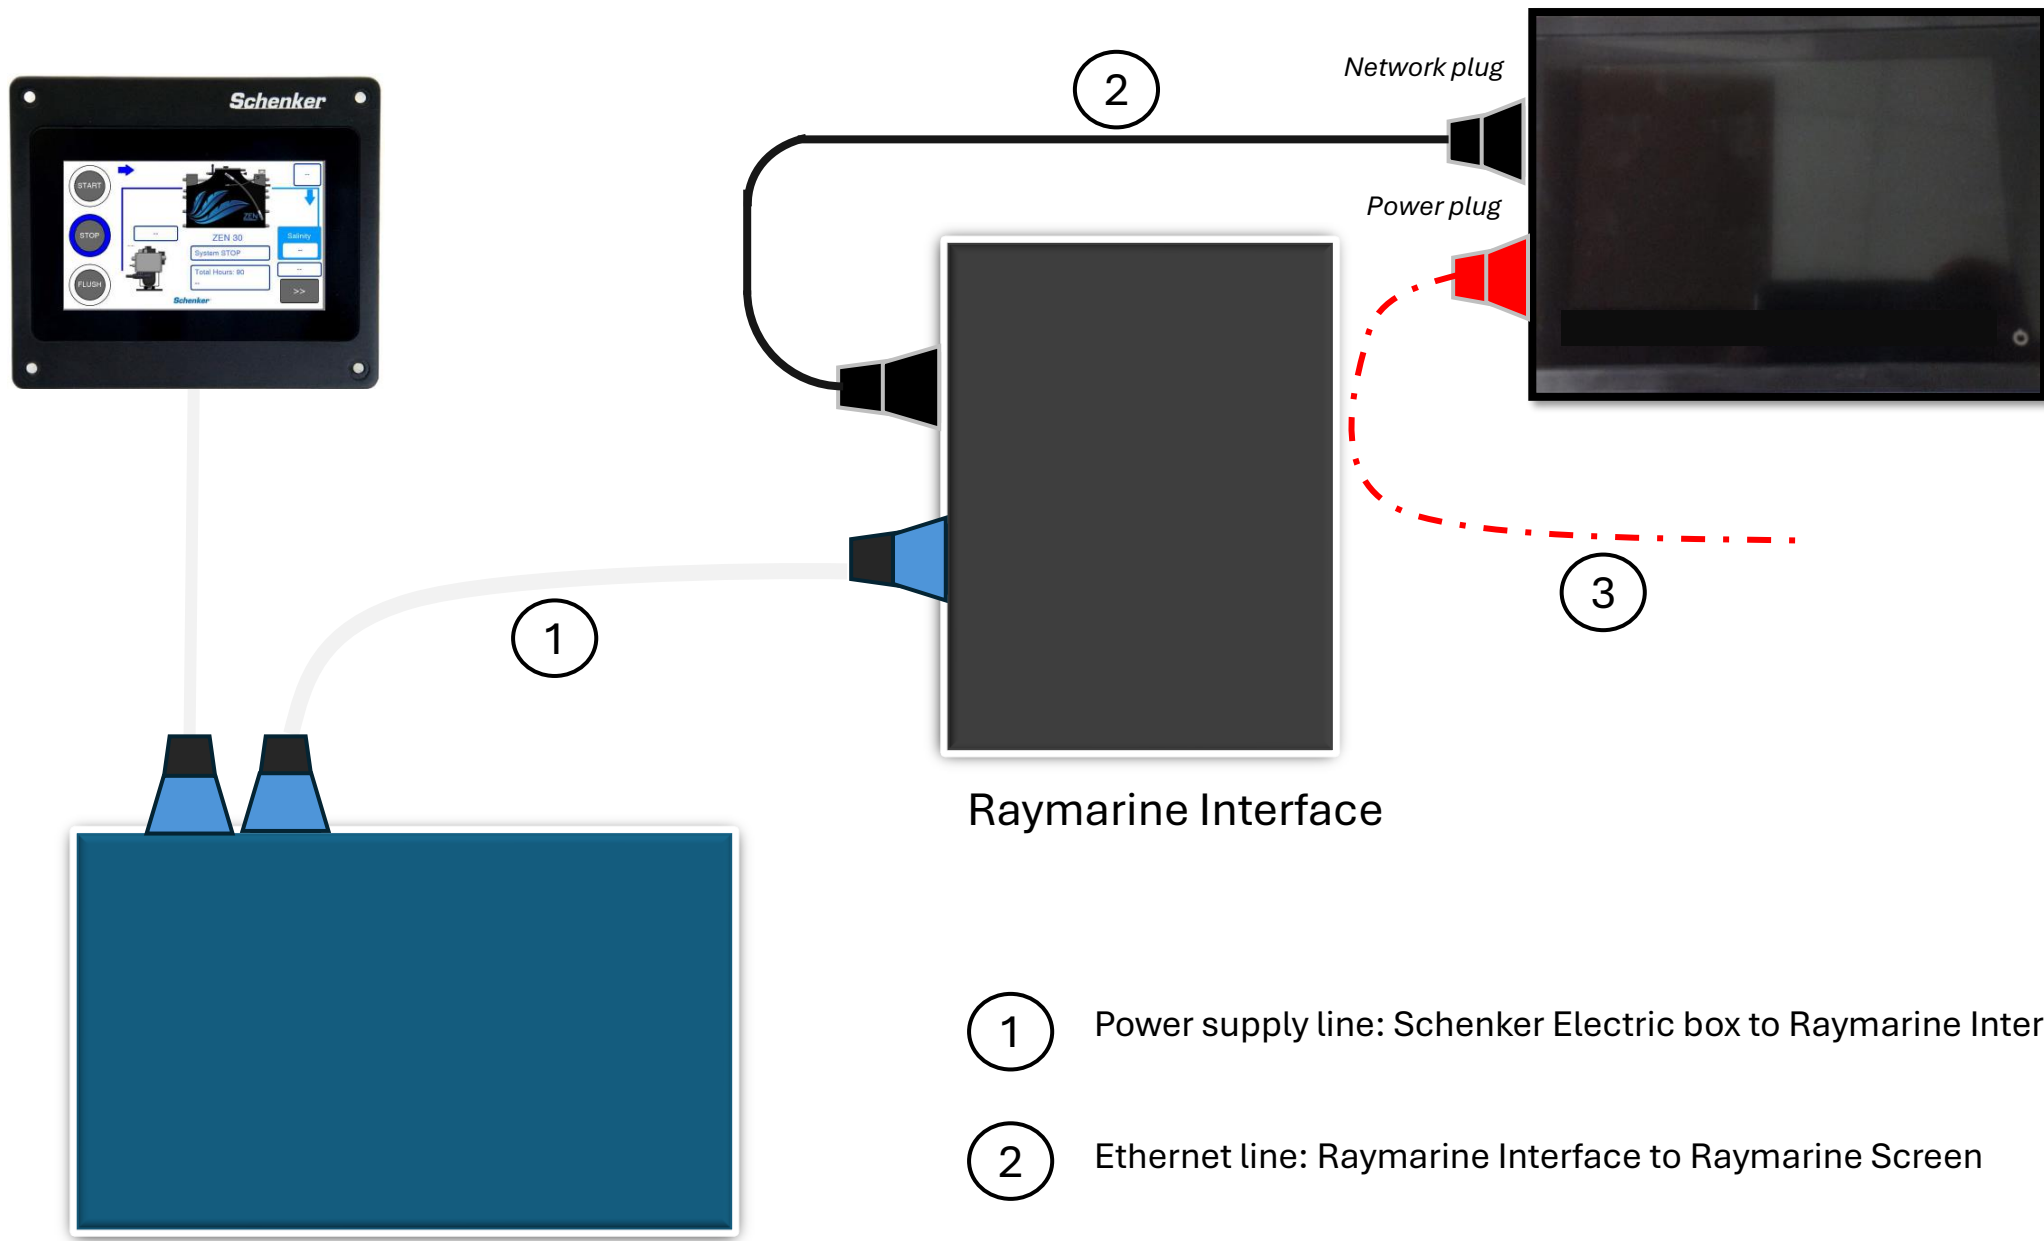 Schenker
START
STOP
FLUSH
--
--
ZEN
ZEN 30
System STOP
Total Hours: 80
--
Salinity
--
--
>>
Schenker
2
Network plug
Power plug
3
1
Raymarine Interface
1 Power supply line: Schenker Electric box to Raymarine Inter
2 Ethernet line: Raymarine Interface to Raymarine Screen